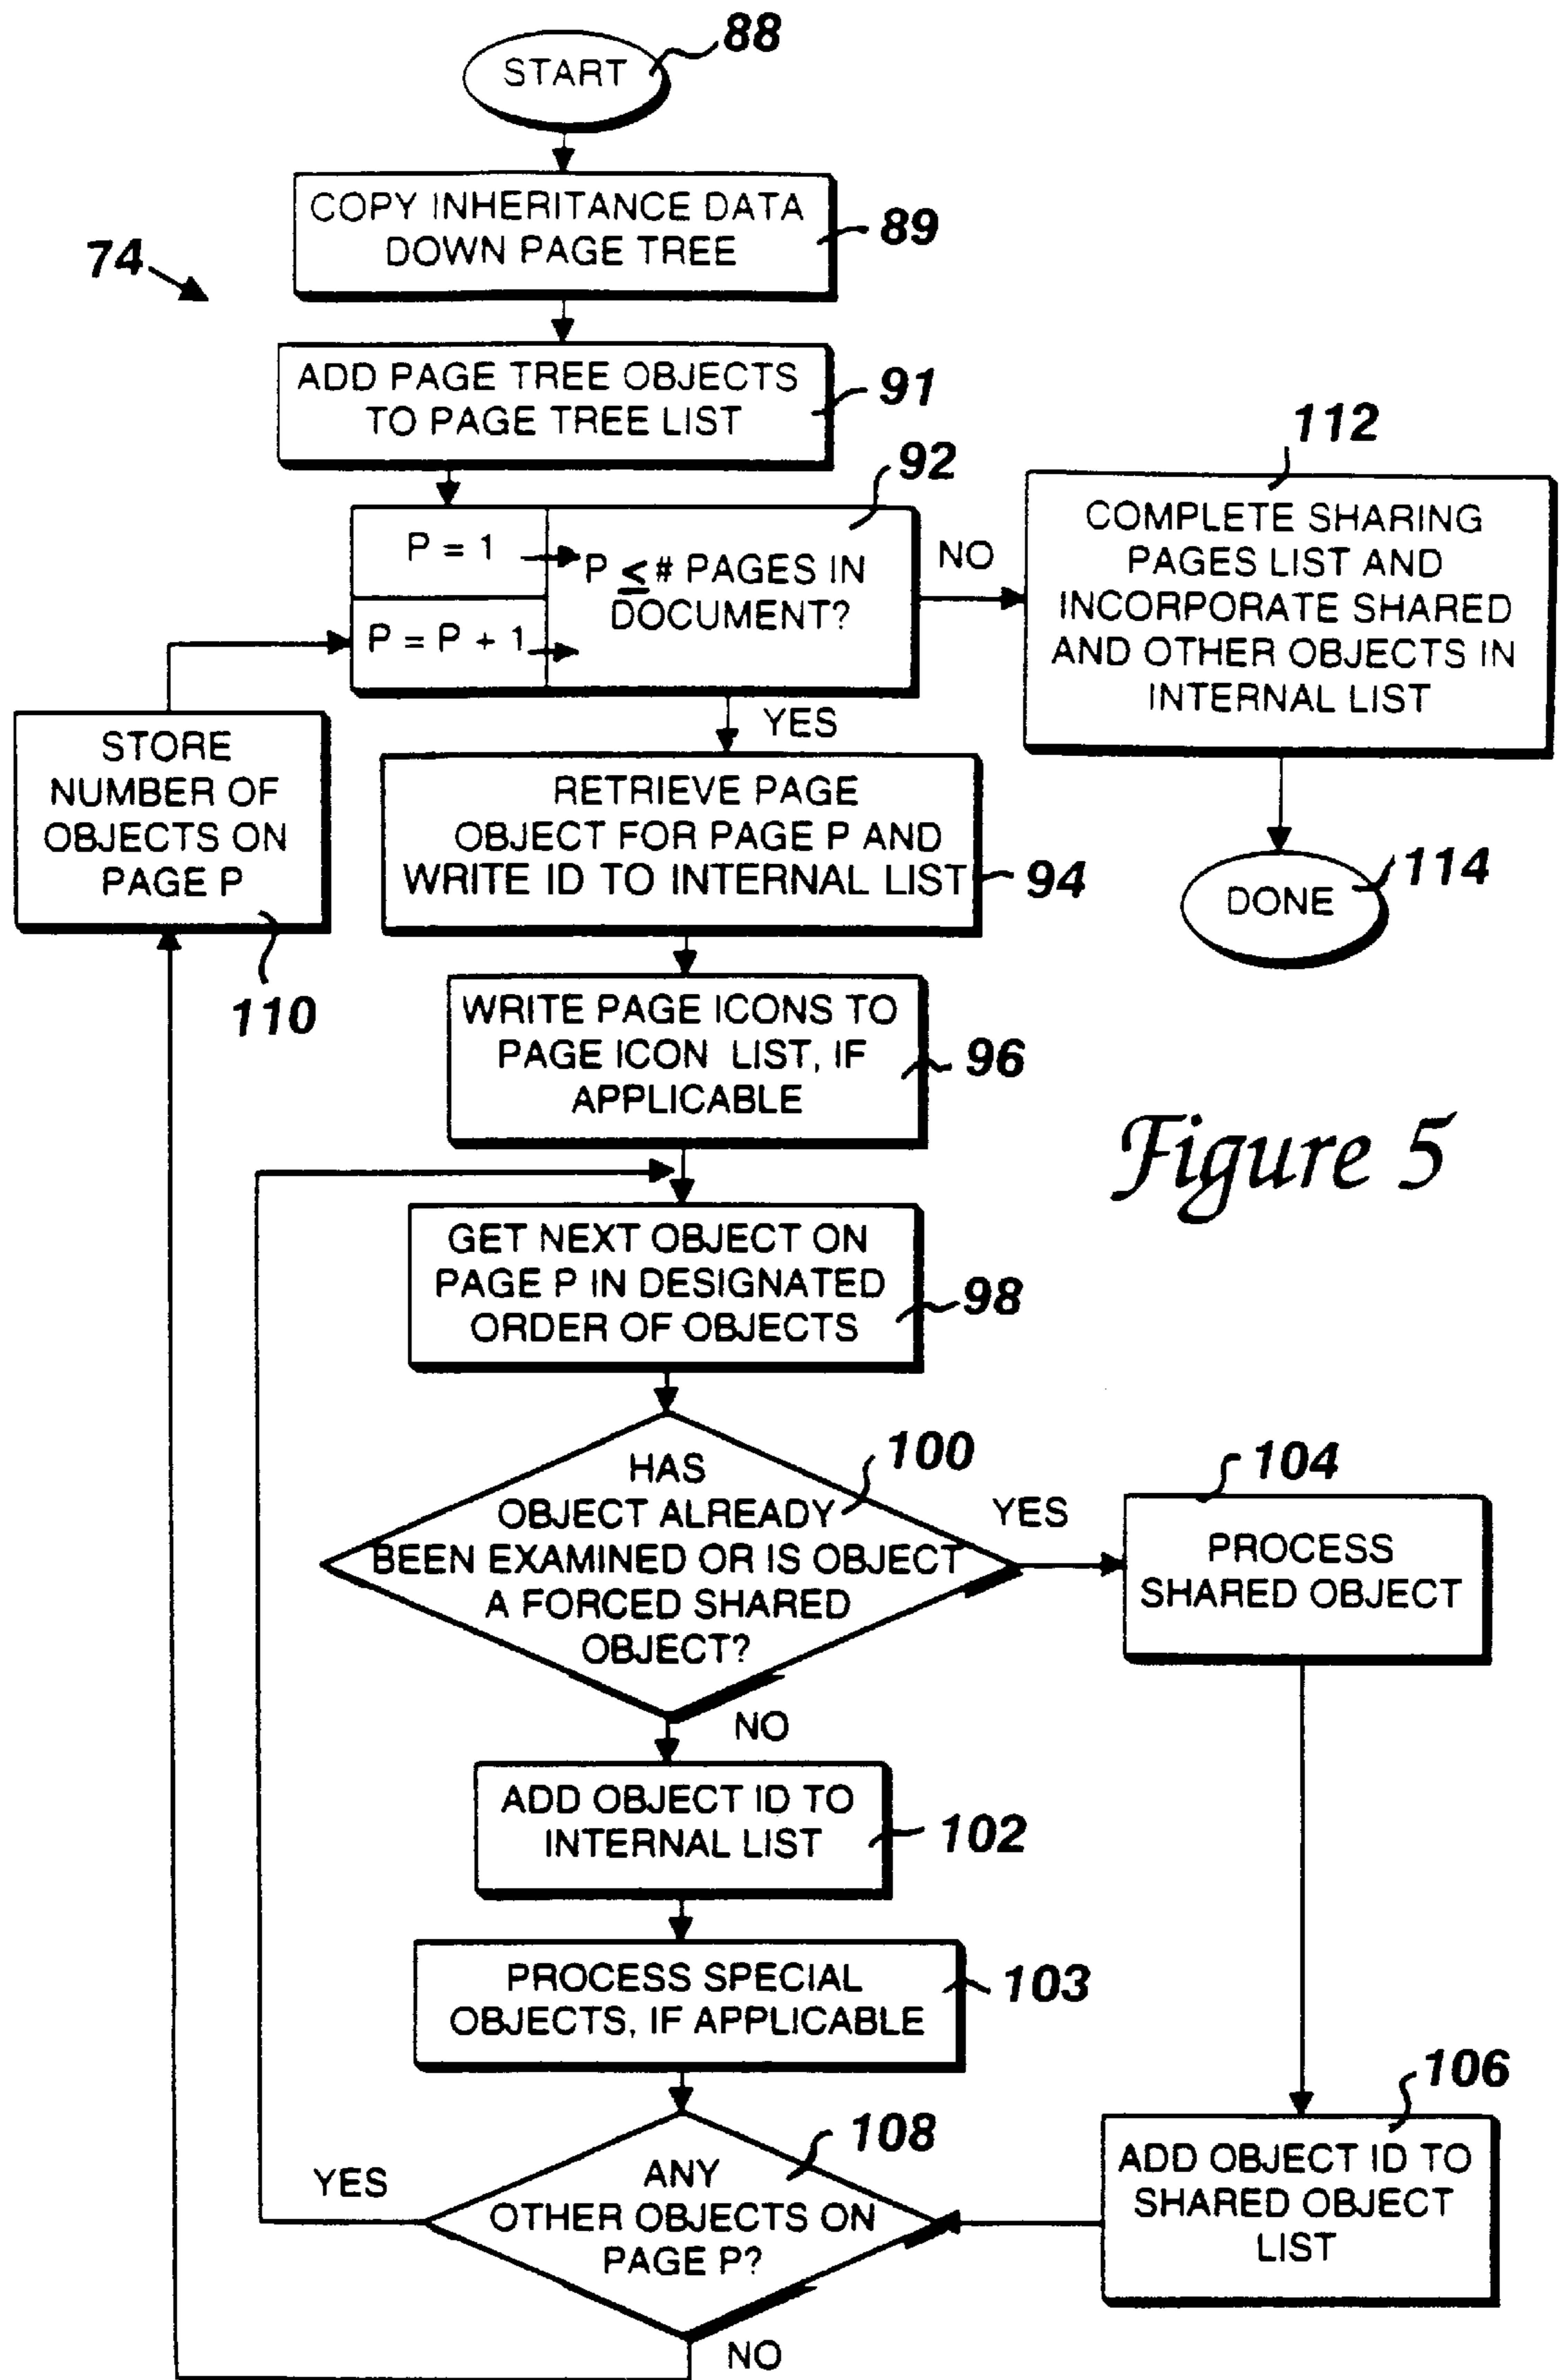 START
88
COPY INHERITANCE DATA
DOWN PAGE TREE
89
74
ADD PAGE TREE OBJECTS
TO PAGE TREE LIST
91
92
P = 1
P = P + 1
P ≤ # PAGES IN
DOCUMENT?
NO
112
COMPLETE SHARING
PAGES LIST AND
INCORPORATE SHARED
AND OTHER OBJECTS IN
INTERNAL LIST
YES
STORE
NUMBER OF
OBJECTS ON
PAGE P
110
RETRIEVE PAGE
OBJECT FOR PAGE P AND
WRITE ID TO INTERNAL LIST
94
DONE
114
WRITE PAGE ICONS TO
PAGE ICON LIST, IF
APPLICABLE
96
Figure 5
GET NEXT OBJECT ON
PAGE P IN DESIGNATED
ORDER OF OBJECTS
98
HAS
OBJECT ALREADY
BEEN EXAMINED OR IS OBJECT
A FORCED SHARED
OBJECT?
100
YES
104
PROCESS
SHARED OBJECT
NO
ADD OBJECT ID TO
INTERNAL LIST
102
PROCESS SPECIAL
OBJECTS, IF APPLICABLE
103
106
ADD OBJECT ID TO
SHARED OBJECT
LIST
108
ANY
OTHER OBJECTS ON
PAGE P?
YES
NO